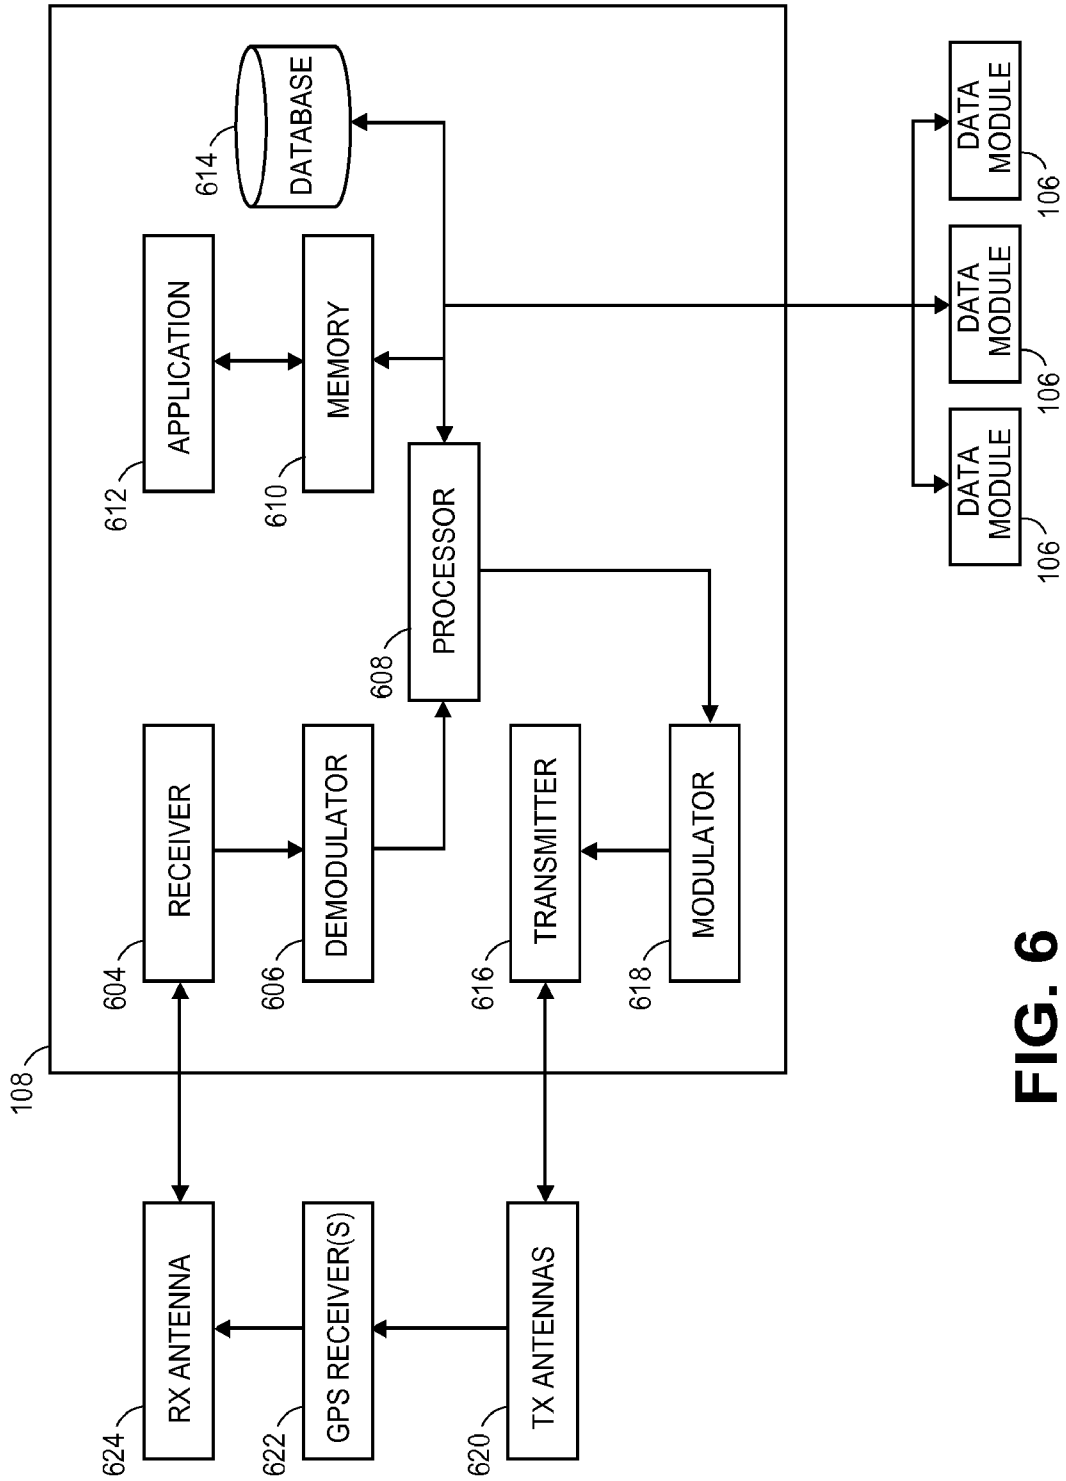 108
624
RX ANTENNA
604
RECEIVER
612
APPLICATION
614
DATABASE
622
GPS RECEIVER(S)
606
DEMODULATOR
610
MEMORY
608
PROCESSOR
620
TX ANTENNAS
616
TRANSMITTER
618
MODULATOR
DATA
MODULE
106
DATA
MODULE
106
DATA
MODULE
106
FIG. 6